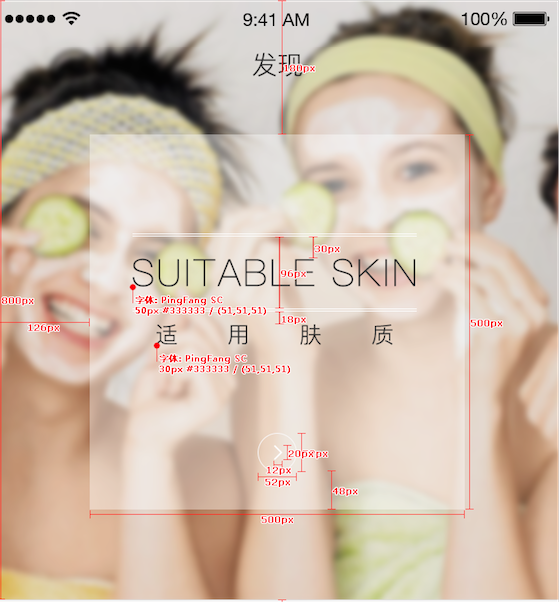 9:41 AM 100%
发现
180px
30px
SUITABLE SKIN
96px
字体: PingFang SC
50px #333333 / (51,51,51)
800px
18px
126px
500px
适 用 肤 质
字体: PingFang SC
30px #333333 / (51,51,51)
20px
12px
52px
48px
500px